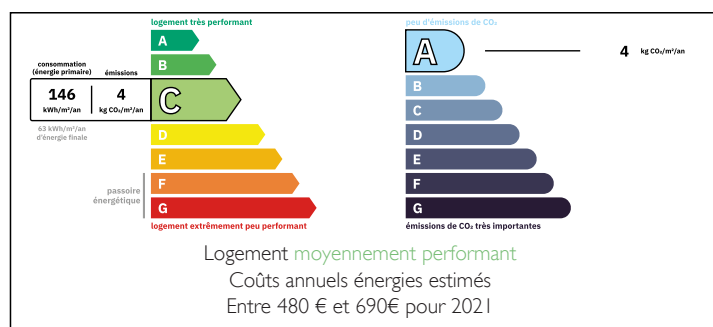 logement très performant
A
B
consommation
(énergie primaire)
émissions
146
kWh/m²/an
4
kg CO₂/m²/an
C
63 kWh/m²/an
d'énergie finale
D
E
F
G
passoire
énergétique
logement extrêmement peu performant
peu d'émissions de CO₂
A
4 kg CO₂/m²/an
B
C
D
E
F
G
émissions de CO₂ très importantes
Logement moyennement performant
Coûts annuels énergies estimés
Entre 480 € et 690€ pour 2021